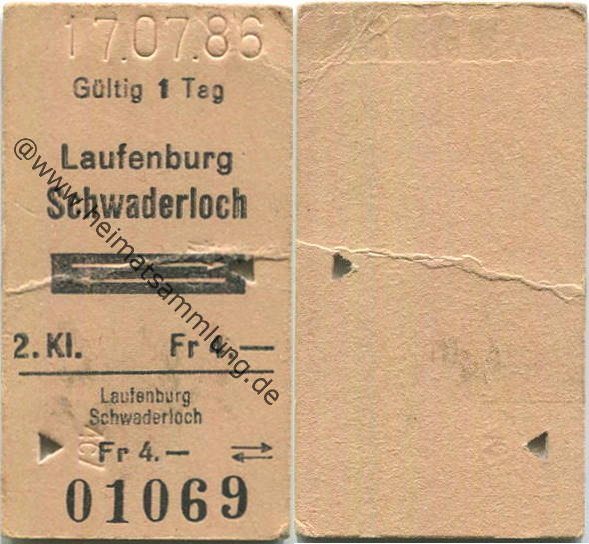 17.07.86
Gültig 1 Tag
Laufenburg
Schwaderloch
2. Kl. Fr 4.—
Laufenburg
Schwaderloch
Fr 4.—
01069
@www.heimatsammlung.de